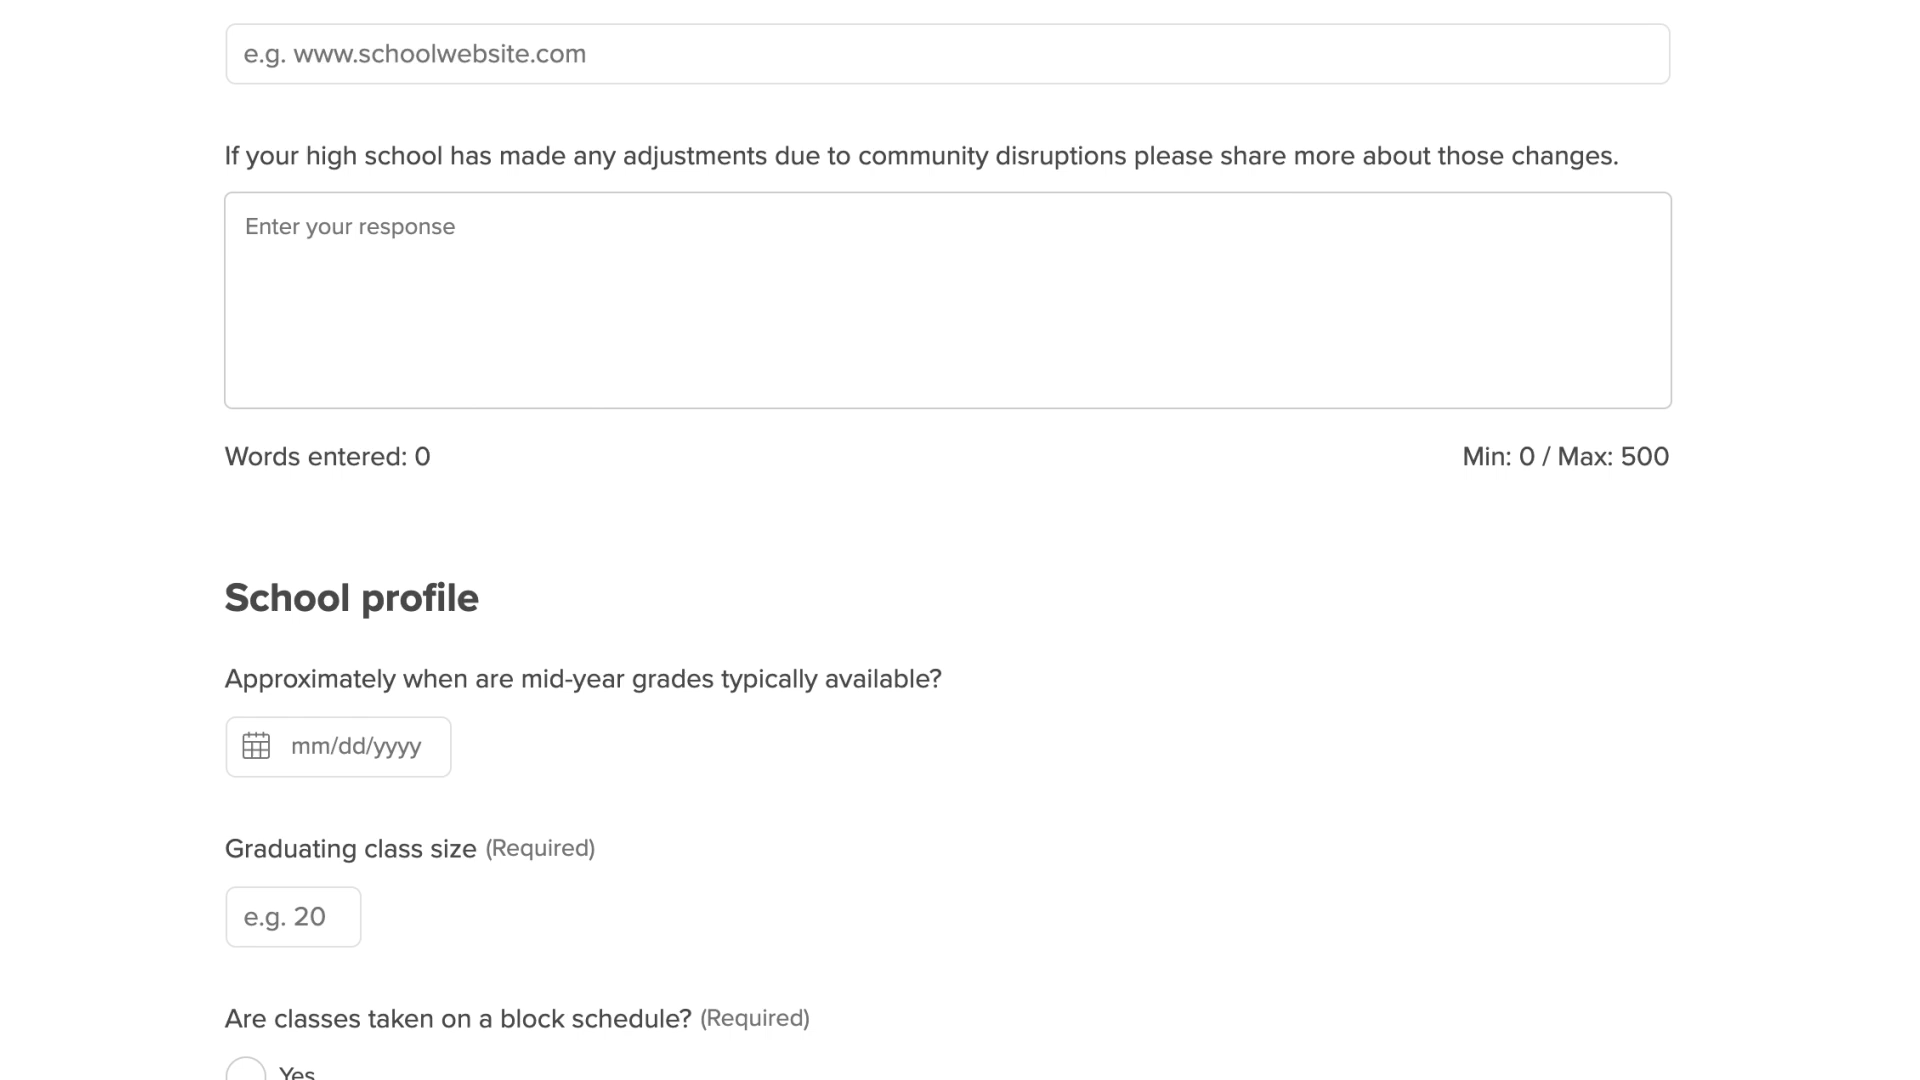 e.g. www.schoolwebsite.com
If your high school has made any adjustments due to community disruptions please share more about those changes.
Enter your response
Words entered: 0
Min: 0 / Max: 500
School profile
Approximately when are mid-year grades typically available?
mm/dd/yyyy
Graduating class size (Required)
e.g. 20
Are classes taken on a block schedule? (Required)
Yes